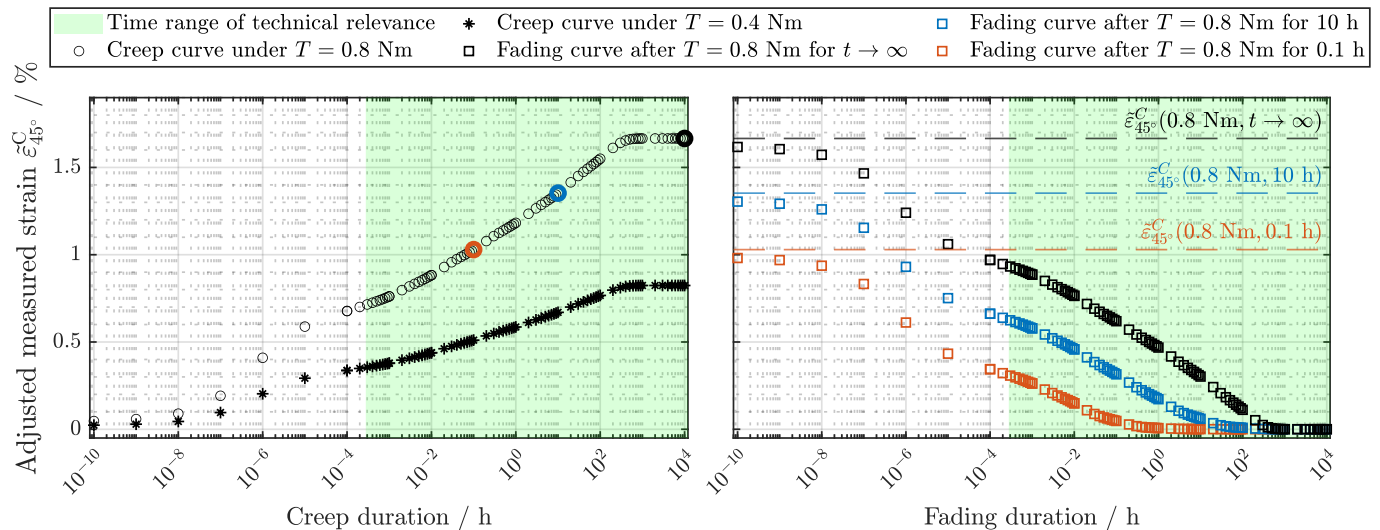 Time range of technical relevance
Creep curve under T = 0.8 Nm
Creep curve under T = 0.4 Nm
Fading curve after T = 0.8 Nm for t → ∞
Fading curve after T = 0.8 Nm for 10 h
Fading curve after T = 0.8 Nm for 0.1 h
Adjusted measured strain ε̃_{45°}^C / %
1.5
1
0.5
0
10^{-10}
10^{-8}
10^{-6}
10^{-4}
10^{-2}
10^{0}
10^{2}
10^{4}
Creep duration / h
ε̃_{45°}^C(0.8 Nm, t → ∞)
ε̃_{45°}^C(0.8 Nm, 10 h)
ε̃_{45°}^C(0.8 Nm, 0.1 h)
10^{-10}
10^{-8}
10^{-6}
10^{-4}
10^{-2}
10^{0}
10^{2}
10^{4}
Fading duration / h